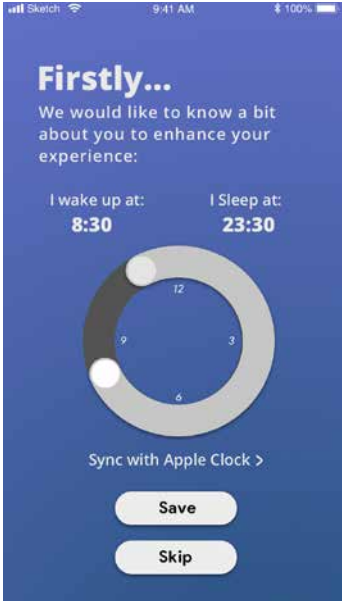 Sketch 9:41 AM 100%
Firstly...
We would like to know a bit
about you to enhance your
experience:
I wake up at: I Sleep at:
8:30 23:30
12
9 3
6
Sync with Apple Clock >
Save
Skip